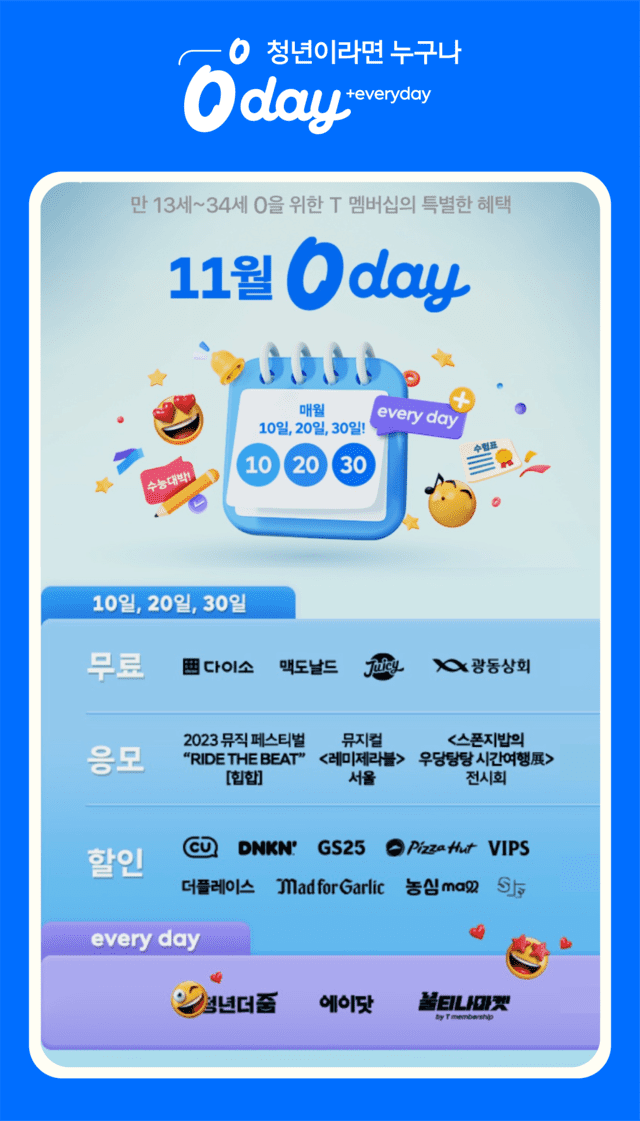 0 청년이라면 누구나
0 day +everyday
만 13세~34세 0을 위한 T 멤버십의 특별한 혜택
11월 0 day
매월
10일, 20일, 30일!
10 20 30
every day
수능대박!
수험표
10일, 20일, 30일
무료 다이소 맥도날드 Juicy 광동상회
응모
2023 뮤직 페스티벌
“RIDE THE BEAT”
[힙합]
뮤지컬
<레미제라블>
서울
<스폰지밥의
우당탕탕 시간여행展>
전시회
할인
CU DNKN' GS25 Pizza Hut VIPS
더플레이스 Mad for Garlic 농심
every day
청년더줌 에이닷 볼티나마켓
by T membership